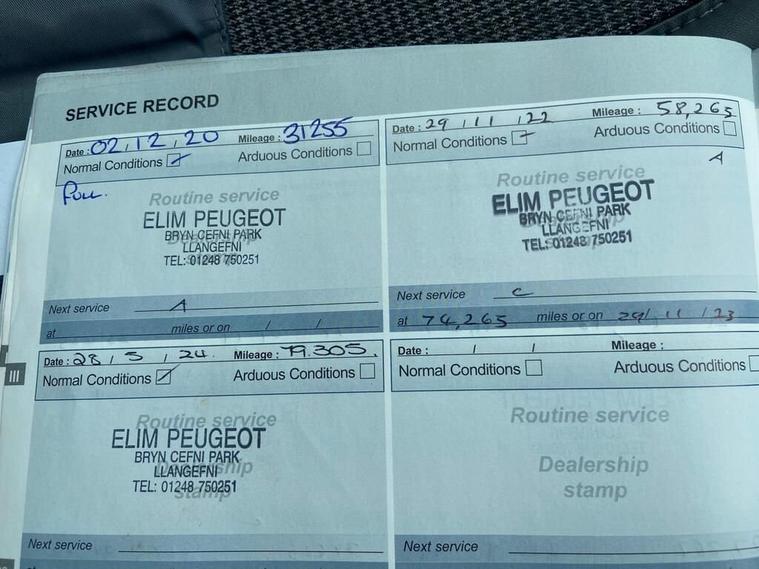 SERVICE RECORD
Date : 02, 12, 20 Mileage : 31255
Normal Conditions Arduous Conditions
FULL.
Routine service
ELIM PEUGEOT
BRYN CEFNI PARK
LLANGEFNI
TEL: 01248 750251
Next service A
at miles or on / /
Date : 29 / 11 / 22 Mileage : 58,265
Normal Conditions Arduous Conditions
A
Routine service
ELIM PEUGEOT
BRYN CEFNI PARK
LLANGEFNI
TEL: 01248 750251
Next service C
at 74,265 miles or on 29/ 11 / 23
III
Date : 28 / 5 / 24. Mileage : 79.305.
Normal Conditions Arduous Conditions
Routine service
ELIM PEUGEOT
BRYN CEFNI PARK
Dealership
LLANGEFNI
TEL: 01248 750251
stamp
Next service
Date : / / Mileage :
Normal Conditions Arduous Conditions
Routine service
Dealership
stamp
Next service